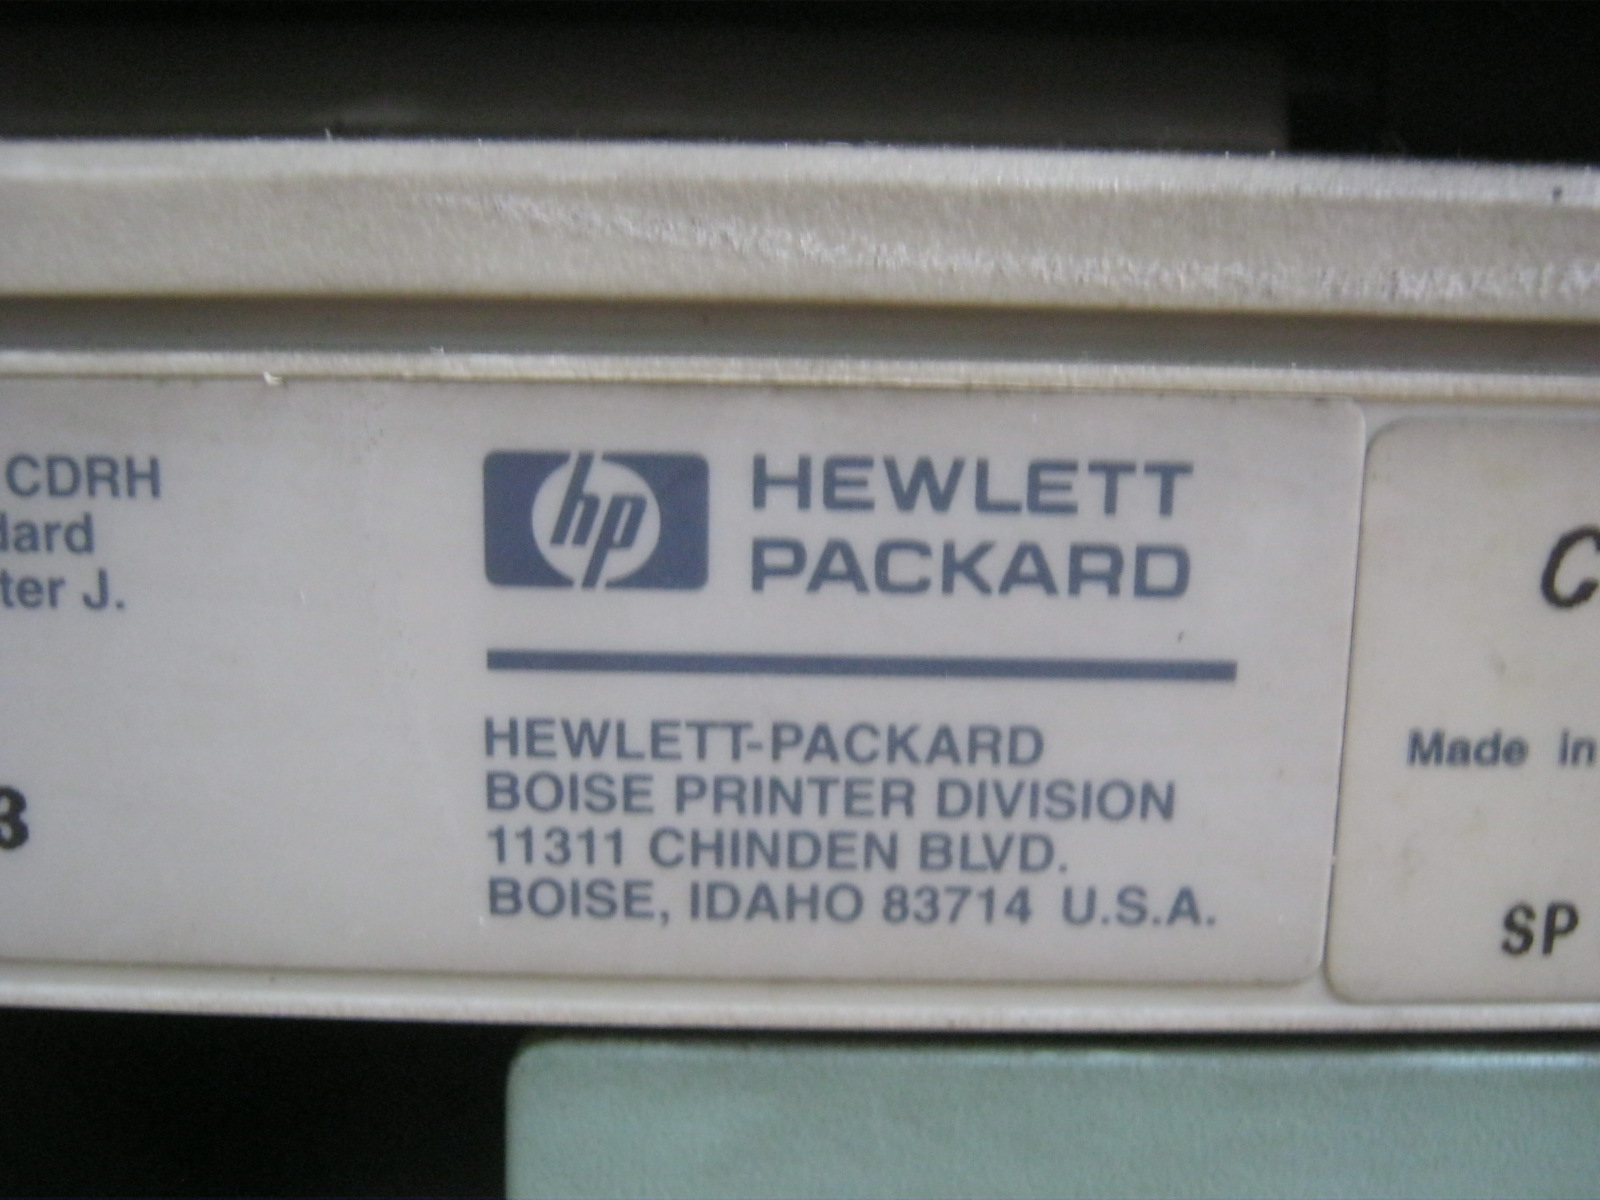 CDRH
hp HEWLETT
PACKARD
ter J.
3
HEWLETT-PACKARD
BOISE PRINTER DIVISION
11311 CHINDEN BLVD.
BOISE, IDAHO 83714 U.S.A.
C
Made in
SP